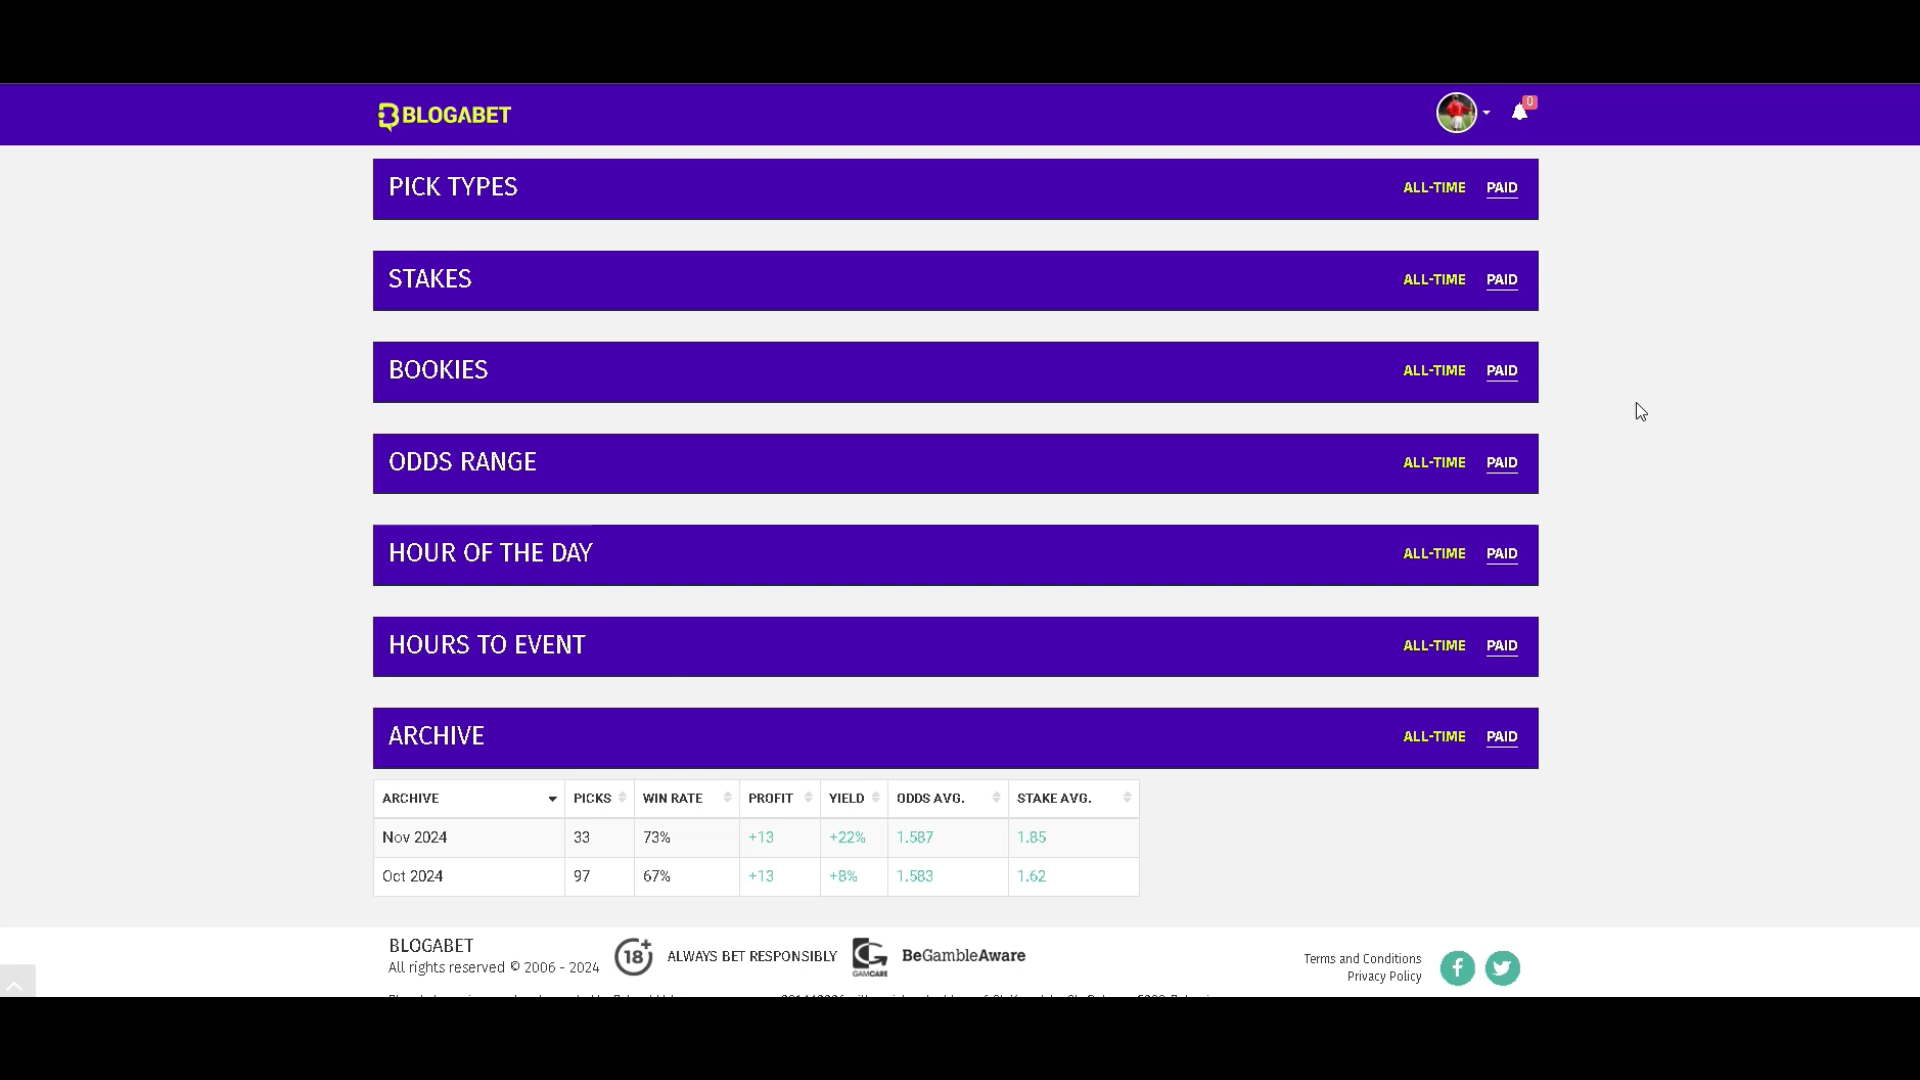 BLOGABET
0
PICK TYPES ALL-TIME PAID
STAKES ALL-TIME PAID
BOOKIES ALL-TIME PAID
ODDS RANGE ALL-TIME PAID
HOUR OF THE DAY ALL-TIME PAID
HOURS TO EVENT ALL-TIME PAID
ARCHIVE ALL-TIME PAID
ARCHIVE PICKS WIN RATE PROFIT YIELD ODDS AVG. STAKE AVG.
Nov 2024 33 73% +13 +22% 1.587 1.85
Oct 2024 97 67% +13 +8% 1.583 1.62
BLOGABET
All rights reserved © 2006 - 2024
18+
ALWAYS BET RESPONSIBLY
GAMCARE
BeGambleAware
Terms and Conditions
Privacy Policy